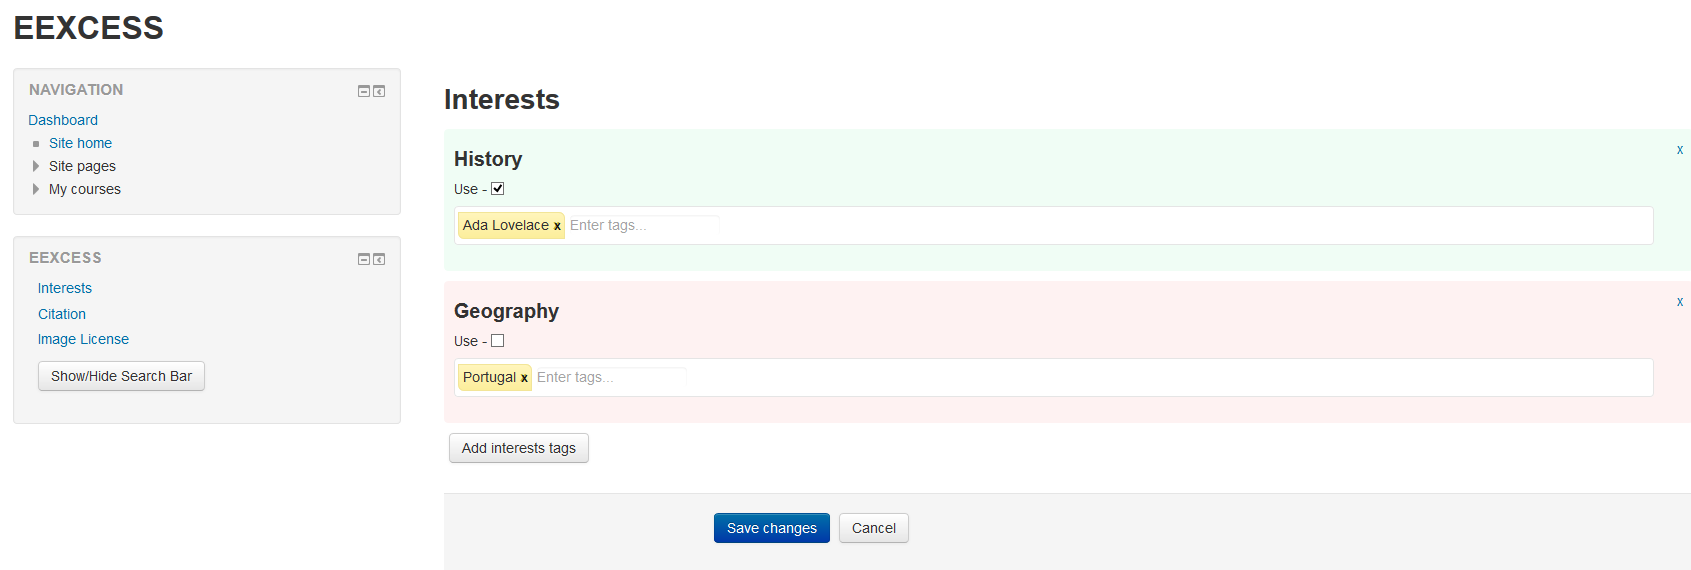 EEXCESS
NAVIGATION
Dashboard
Site home
Site pages
My courses
EEXCESS
Interests
Citation
Image License
Show/Hide Search Bar
Interests
History
x
Use -
Ada Lovelace x Enter tags...
Geography
x
Use -
Portugal x Enter tags...
Add interests tags
Save changes Cancel